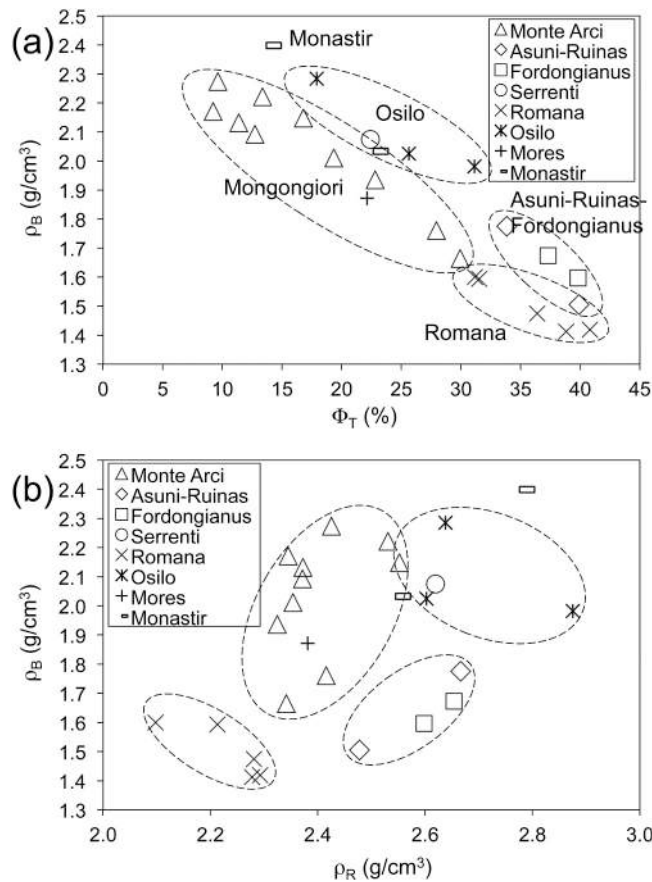 (a)
2.5
2.4
2.3
2.2
2.1
2.0
1.9
1.8
1.7
1.6
1.5
1.4
1.3
ρB (g/cm³)
Monastir
Osilo
Mongongiori
Asuni-Ruinas-
Fordongianus
Romana
Monte Arci
Asuni-Ruinas
Fordongianus
Serrenti
Romana
Osilo
Mores
Monastir
0 5 10 15 20 25 30 35 40 45
ΦT (%)
(b)
2.5
2.4
2.3
2.2
2.1
2.0
1.9
1.8
1.7
1.6
1.5
1.4
1.3
ρB (g/cm³)
Monte Arci
Asuni-Ruinas
Fordongianus
Serrenti
Romana
Osilo
Mores
Monastir
2.0 2.2 2.4 2.6 2.8 3.0
ρR (g/cm³)